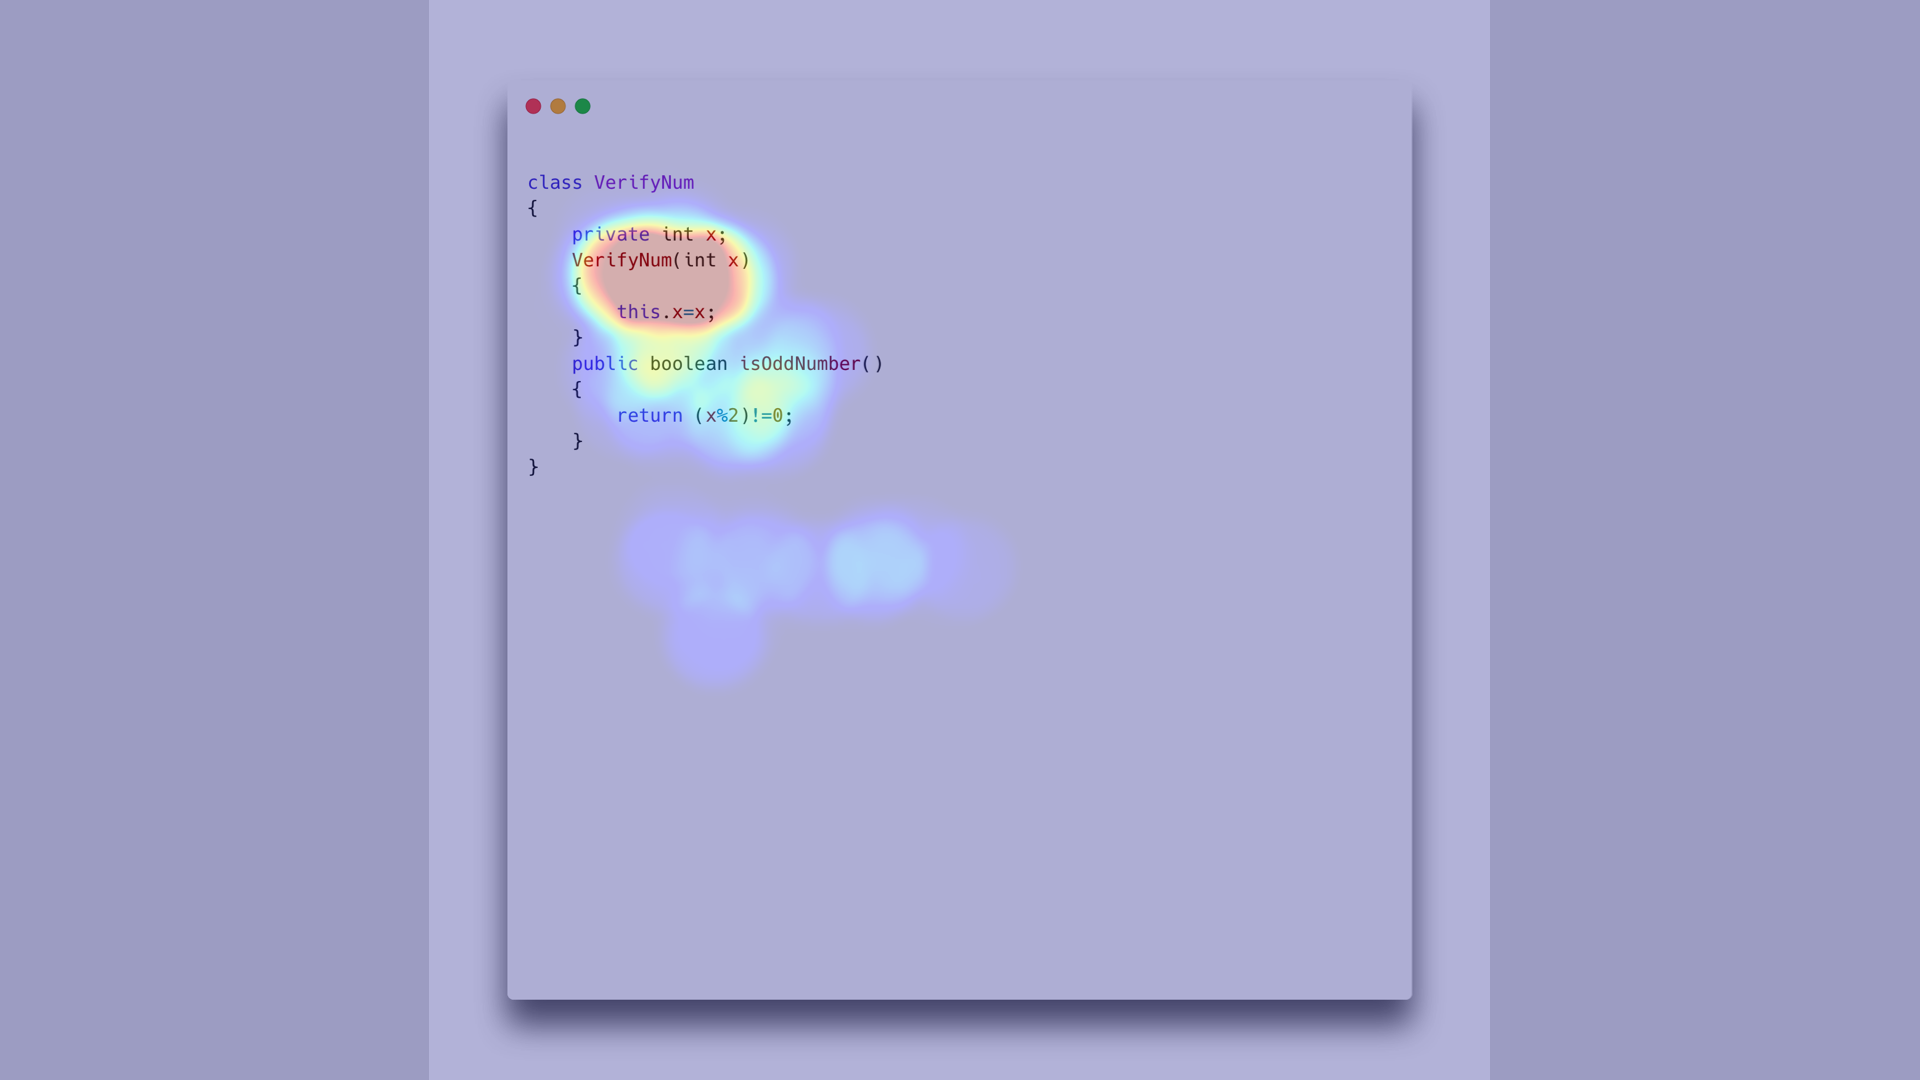 class VerifyNum
{
    private int x;
    VerifyNum(int x)
    {
        this.x=x;
    }
    public boolean isOddNumber()
    {
        return (x%2)!=0;
    }
}